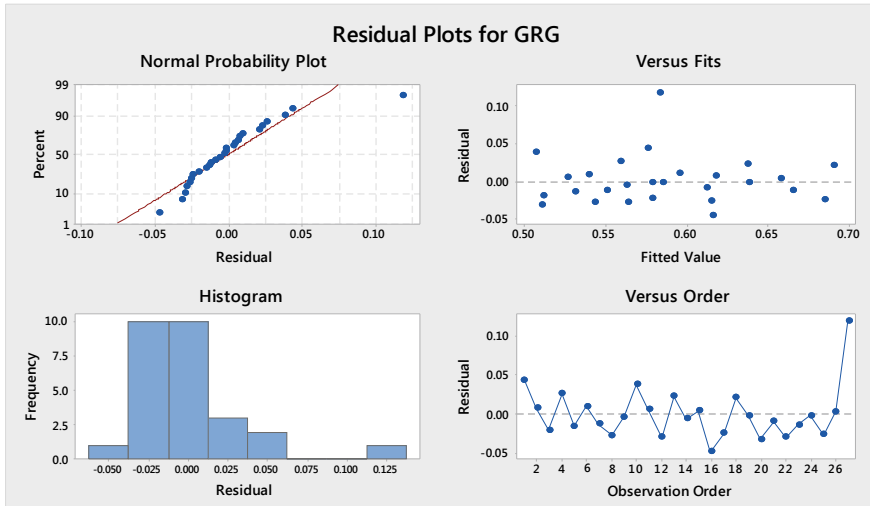 Residual Plots for GRG
Normal Probability Plot
99
90
50
10
1
Percent
-0.10 -0.05 0.00 0.05 0.10
Residual
Versus Fits
0.10
0.05
0.00
-0.05
Residual
0.50 0.55 0.60 0.65 0.70
Fitted Value
Histogram
10.0
7.5
5.0
2.5
0.0
Frequency
-0.050 -0.025 0.000 0.025 0.050 0.075 0.100 0.125
Residual
Versus Order
0.10
0.05
0.00
-0.05
Residual
2 4 6 8 10 12 14 16 18 20 22 24 26
Observation Order